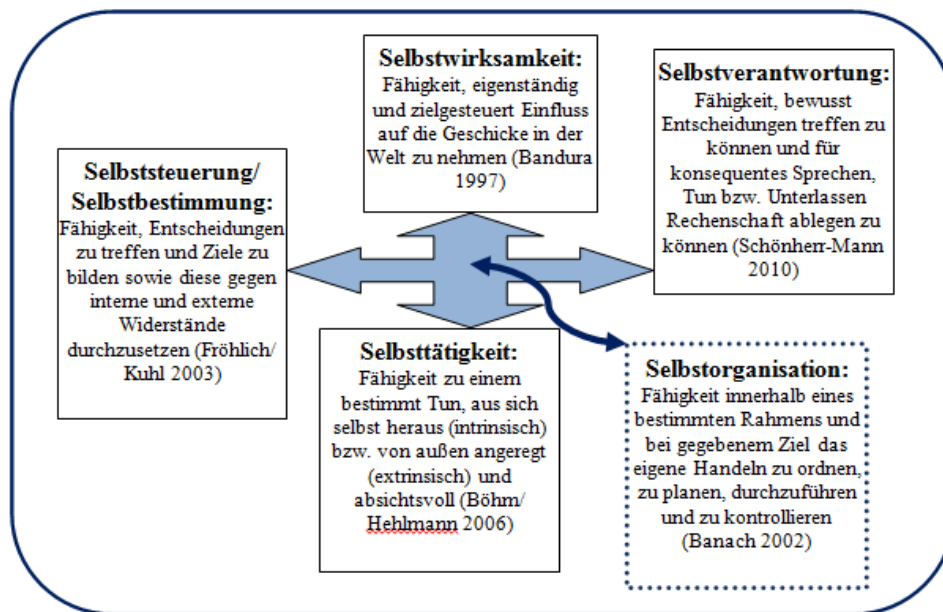 Selbstwirksamkeit:
Fähigkeit, eigenständig
und zielgesteuert Einfluss
auf die Geschicke in der
Welt zu nehmen (Bandura
1997)
Selbstverantwortung:
Fähigkeit, bewusst
Entscheidungen treffen zu
können und für
konsequentes Sprechen,
Tun bzw. Unterlassen
Rechenschaft ablegen zu
können (Schönherr-Mann
2010)
Selbststeuerung/
Selbstbestimmung:
Fähigkeit, Entscheidungen
zu treffen und Ziele zu
bilden sowie diese gegen
interne und externe
Widerstände
durchzusetzen (Fröhlich/
Kuhl 2003)
Selbsttätigkeit:
Fähigkeit zu einem
bestimmt Tun, aus sich
selbst heraus (intrinsisch)
bzw. von außen angeregt
(extrinsisch) und
absichtsvoll (Böhm/
Hehlmann 2006)
Selbstorganisation:
Fähigkeit innerhalb eines
bestimmten Rahmens und
bei gegebenem Ziel das
eigene Handeln zu ordnen,
zu planen, durchzuführen
und zu kontrollieren
(Banach 2002)